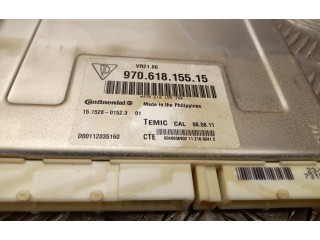 VR21.00
970.618.155.15
Continental
Made in the Philippines
15.1528-0152.3 01
TEMIC CAL 06.08.11
D00112035160
CTE